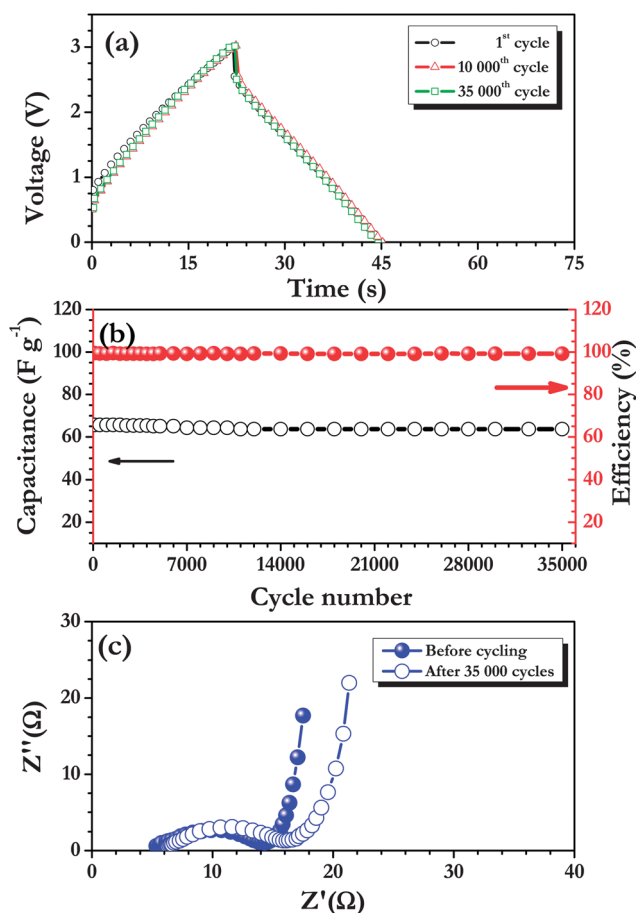 (a)
1st cycle
10 000th cycle
35 000th cycle
Voltage (V)
3
2
1
0
0 15 30 45 60 75
Time (s)
(b)
Capacitance (F g-1)
120
100
80
60
40
20
120
100
80
60
40
20
Efficiency (%)
0 7000 14000 21000 28000 35000
Cycle number
(c)
Before cycling
After 35 000 cycles
Z''(Ω)
30
20
10
0
0 10 20 30 40
Z'(Ω)